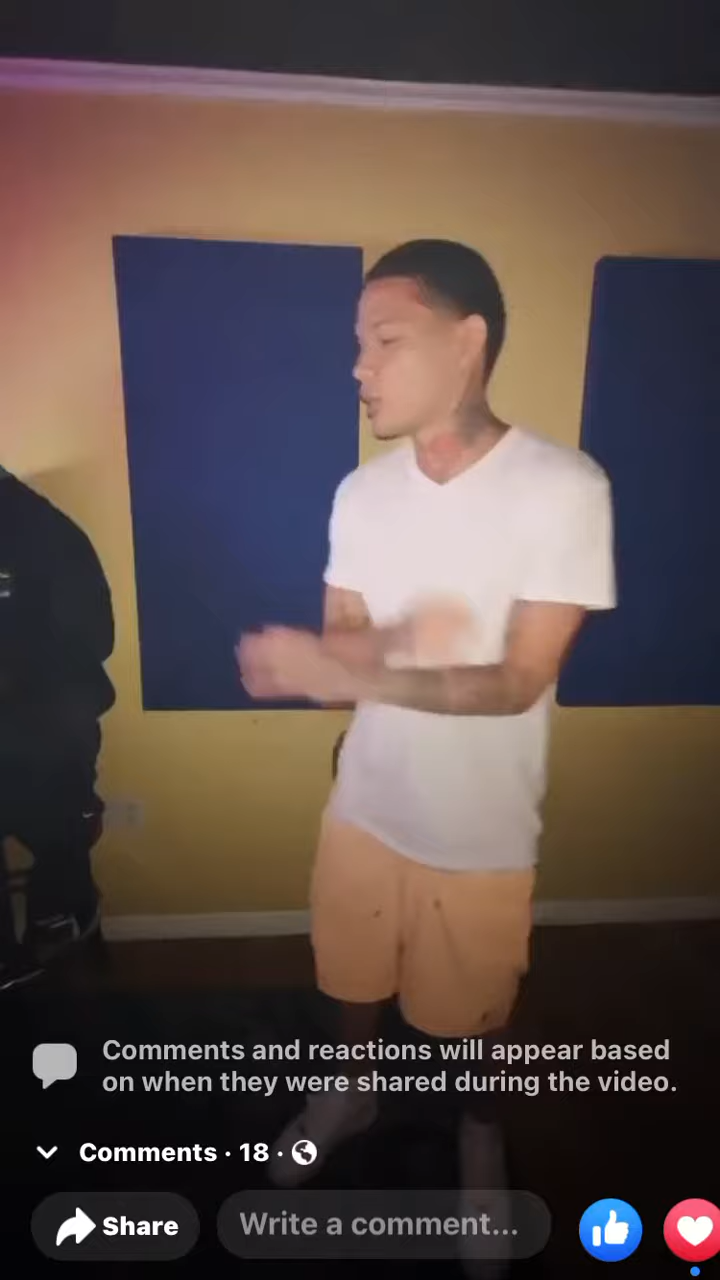 Comments and reactions will appear based
on when they were shared during the video.
Comments · 18 ·
Share
Write a comment...